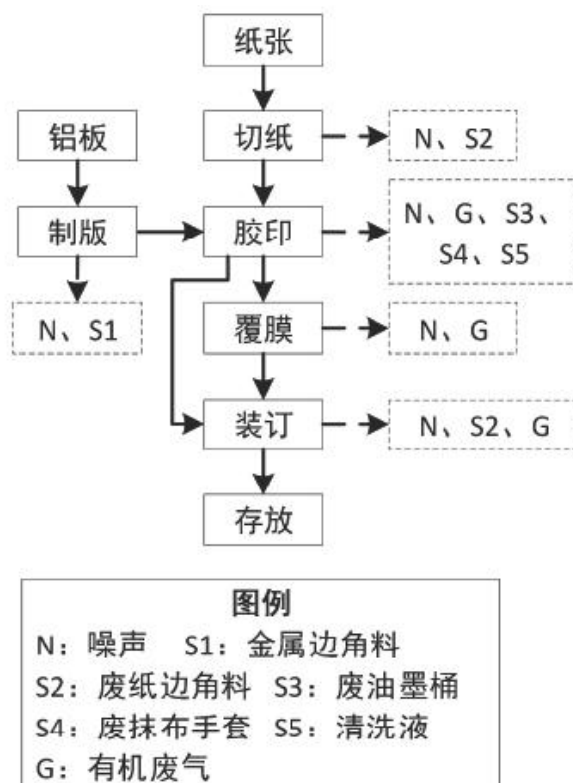 纸张
铝板
切纸
N、S2
制版
胶印
N、G、S3、
S4、S5
N、S1
覆膜
N、G
装订
N、S2、G
存放
图例
N：噪声 S1：金属边角料
S2：废纸边角料 S3：废油墨桶
S4：废抹布手套 S5：清洗液
G：有机废气